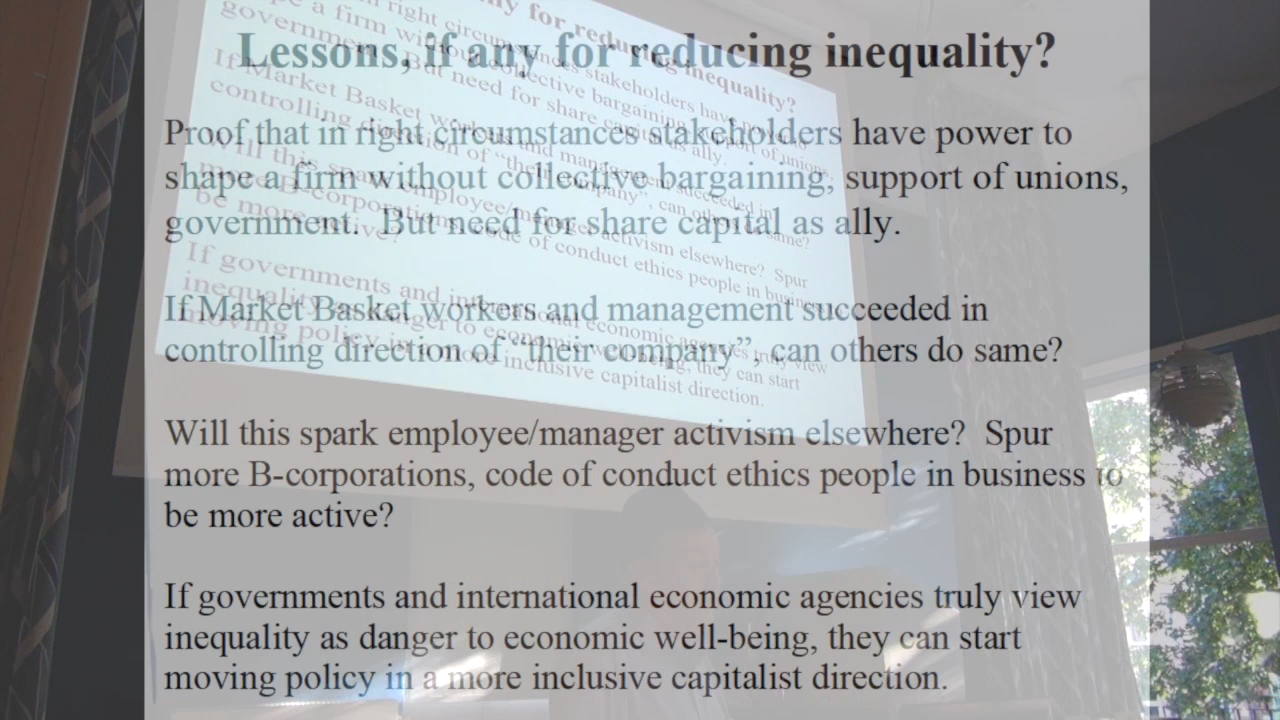 Lessons, if any for reducing inequality?
Proof that in right circumstances stakeholders have power to
shape a firm without collective bargaining, support of unions,
government. But need for share capital as ally.
If Market Basket workers and management succeeded in
controlling direction of “their company”, can others do same?
Will this spark employee/manager activism elsewhere? Spur
more B-corporations, code of conduct ethics people in business to
be more active?
If governments and international economic agencies truly view
inequality as danger to economic well-being, they can start
moving policy in a more inclusive capitalist direction.